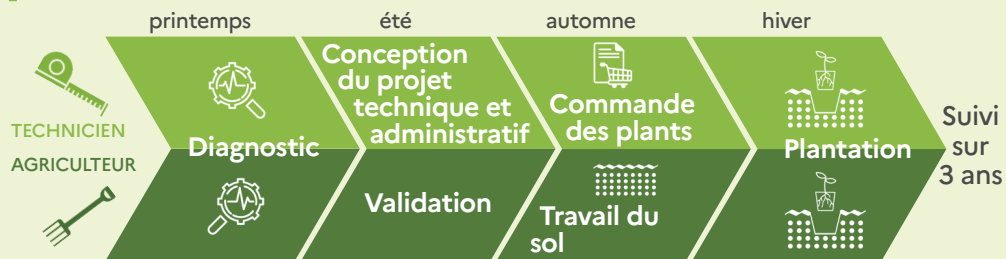 printemps
été
automne
hiver
TECHNICIEN
AGRICULTEUR
Diagnostic
Conception
du projet
technique et
administratif
Validation
Commande
des plants
Travail du
sol
Plantation
Suivi
sur
3 ans